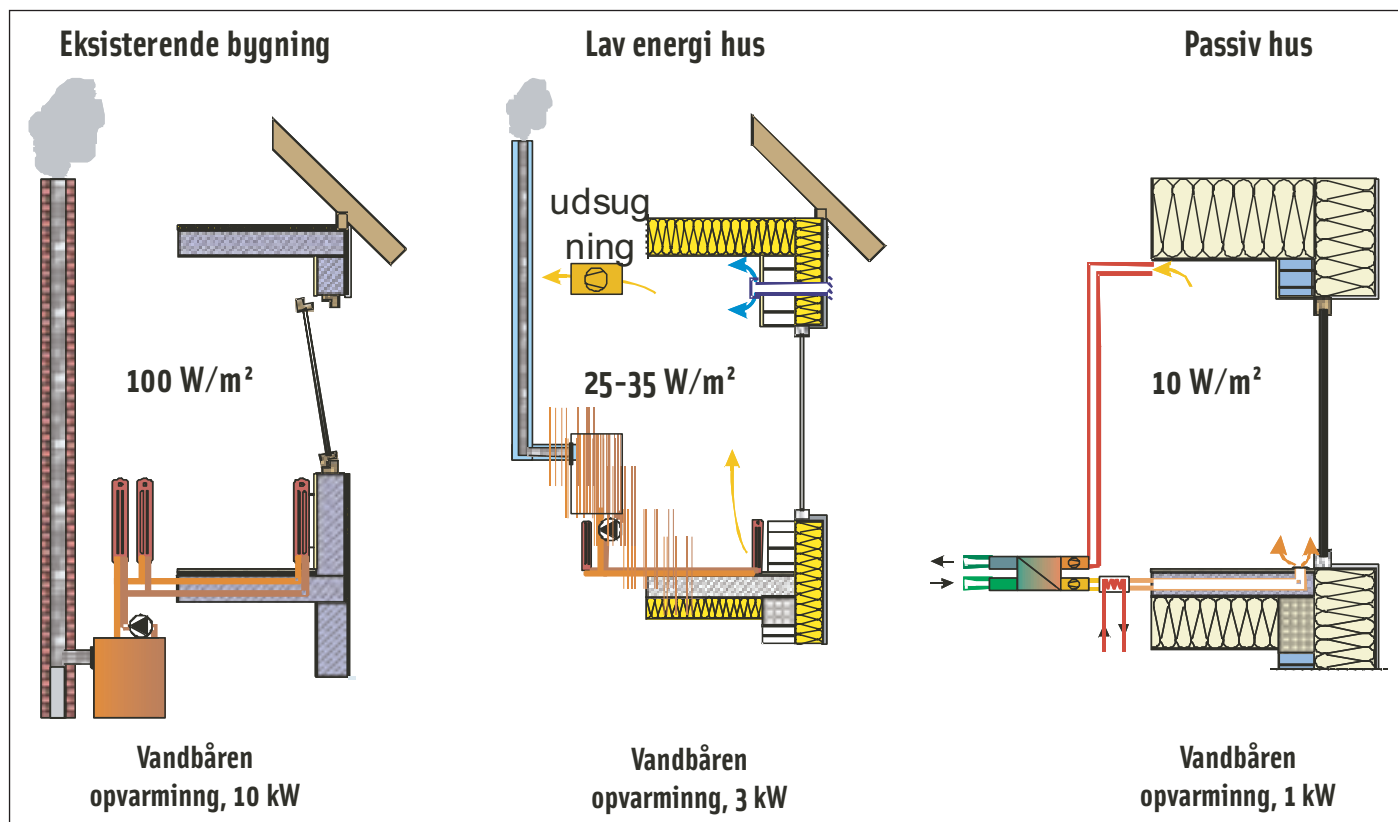 Eksisterende bygning
Lav energi hus
Passiv hus
udsug
ning
100 W/m²
25-35 W/m²
10 W/m²
Vandbåren
opvarminng, 10 kW
Vandbåren
opvarminng, 3 kW
Vandbåren
opvarminng, 1 kW